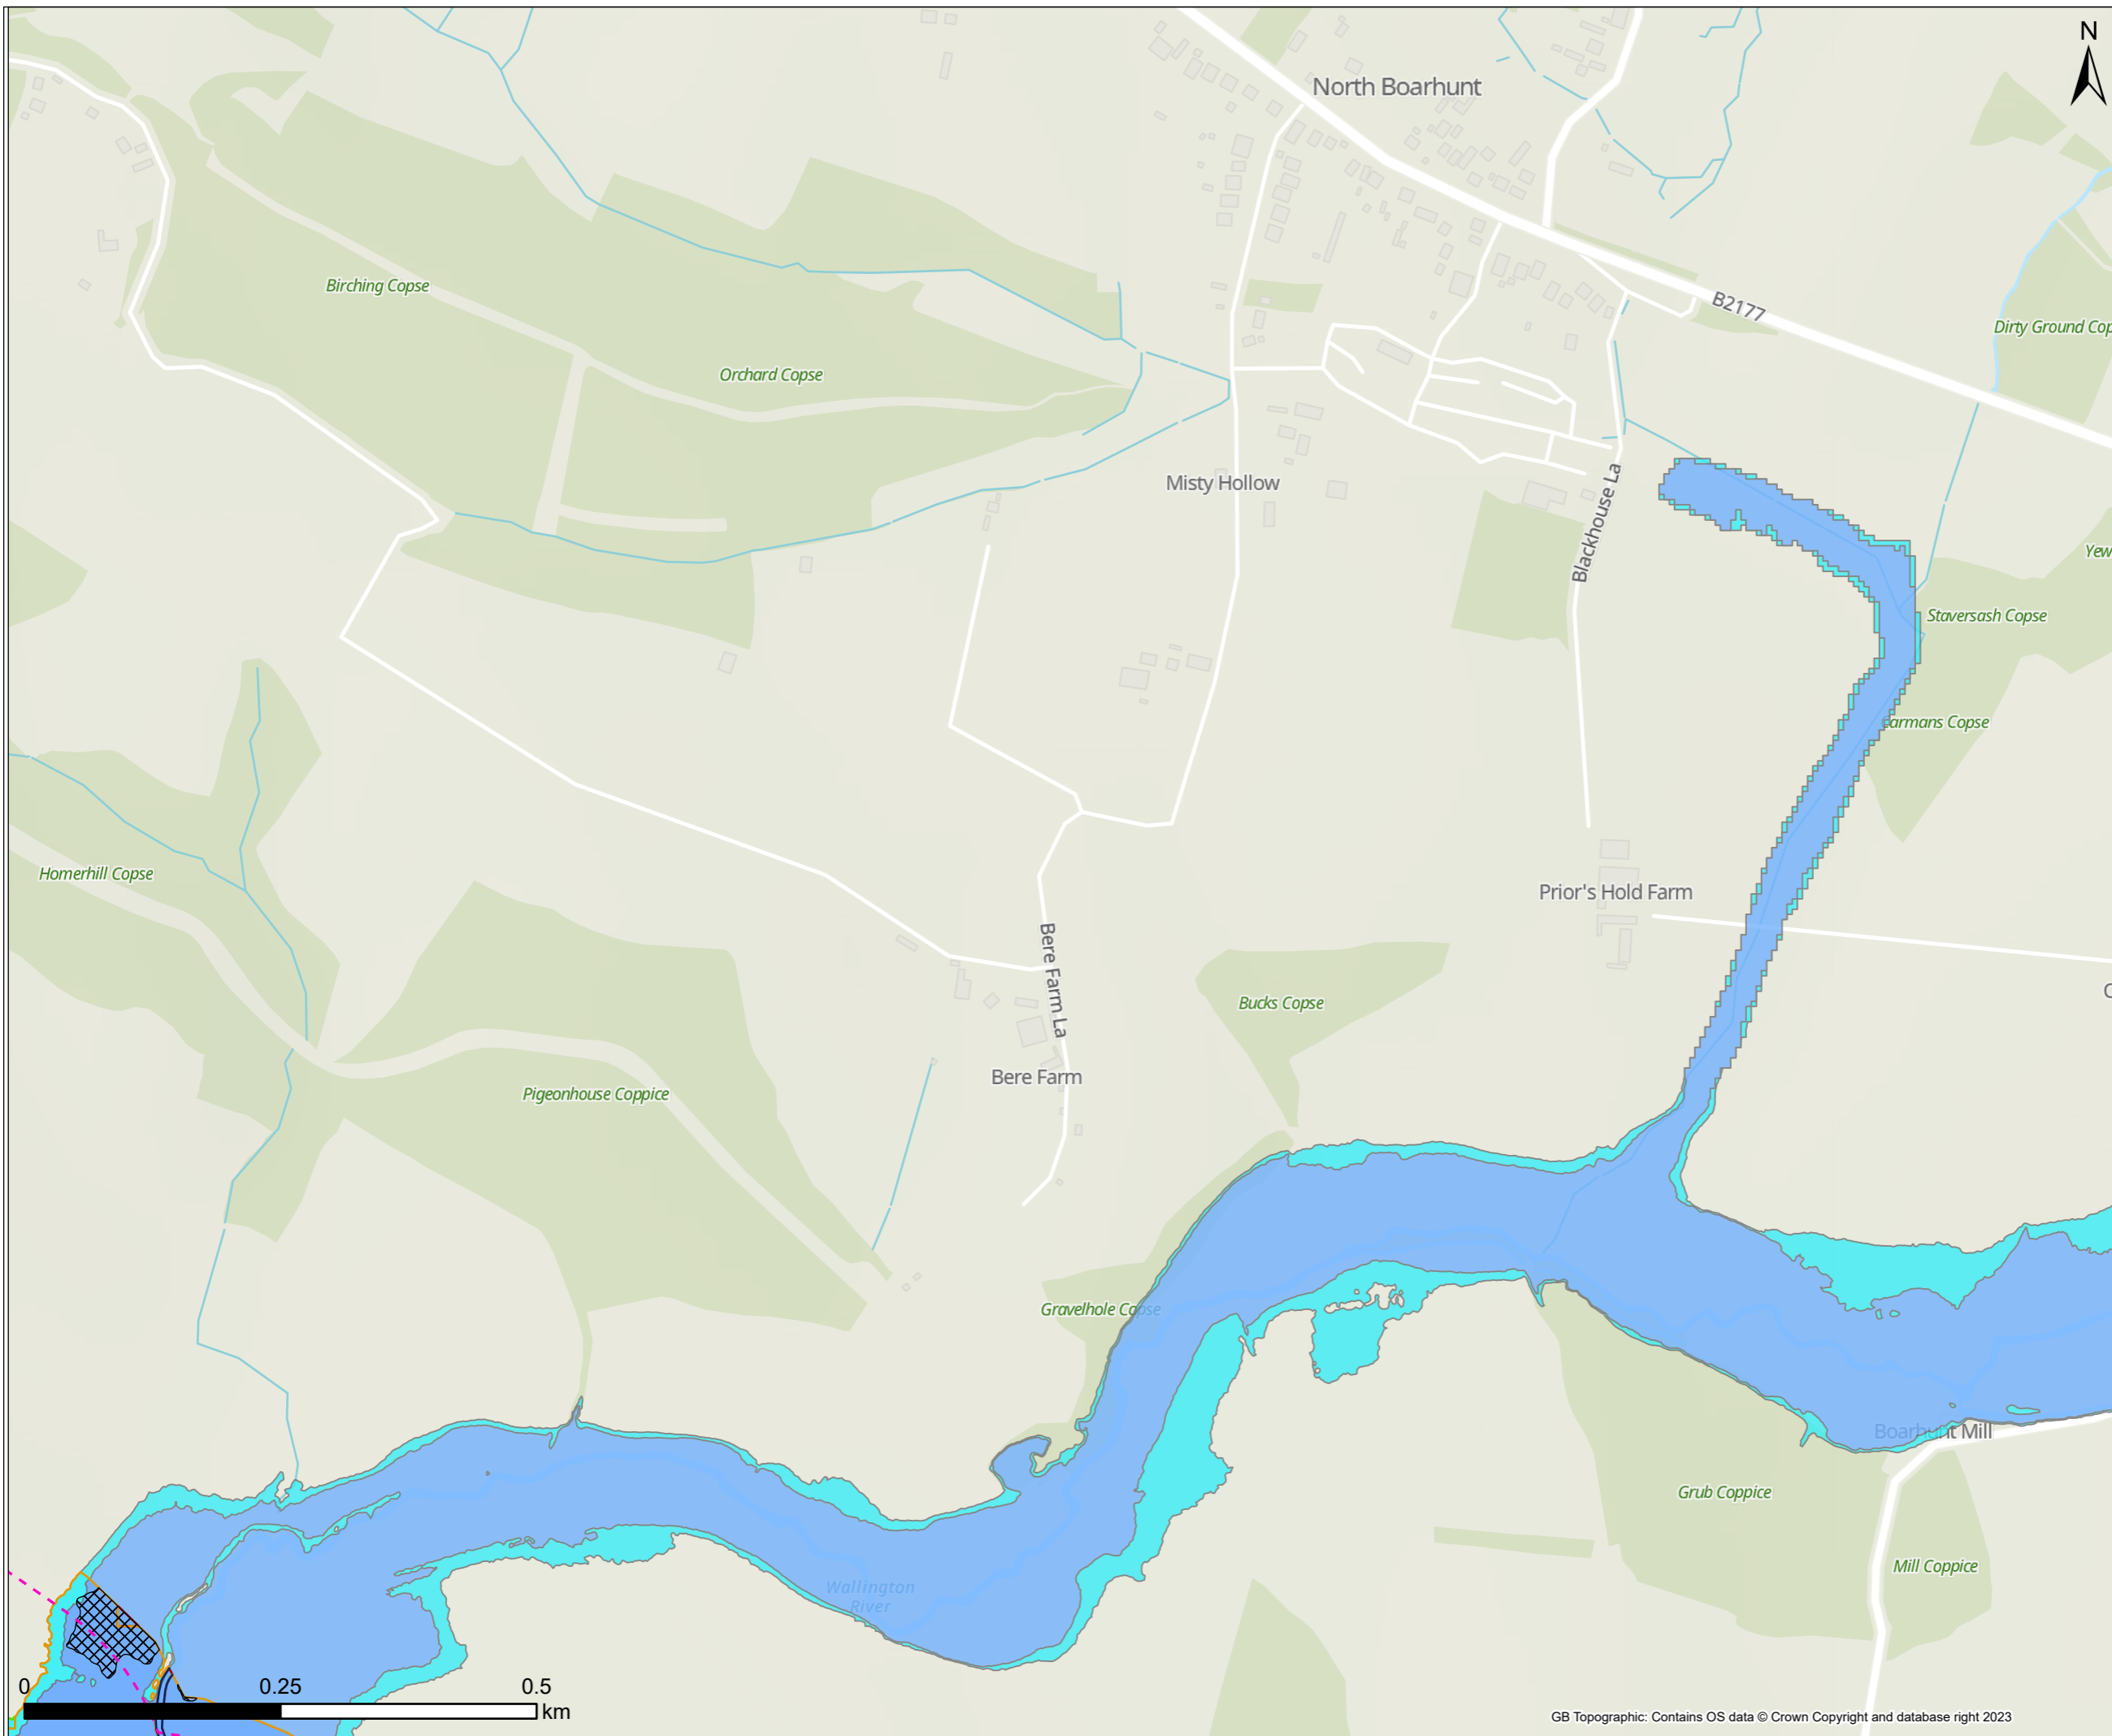 N
North Boarhunt
Birching Copse
B2177
Dirty Ground Cop
Orchard Copse
Misty Hollow
Blackhouse La
Yew
Staversash Copse
armans Copse
Homerhill Copse
Prior's Hold Farm
Bere Farm La
Bucks Copse
Bere Farm
Pigeonhouse Coppice
Gravelhole Copse
Boarhunt Mill
Grub Coppice
Mill Coppice
Wallington
River
0 0.25 0.5
km
GB Topographic: Contains OS data © Crown Copyright and database right 2023